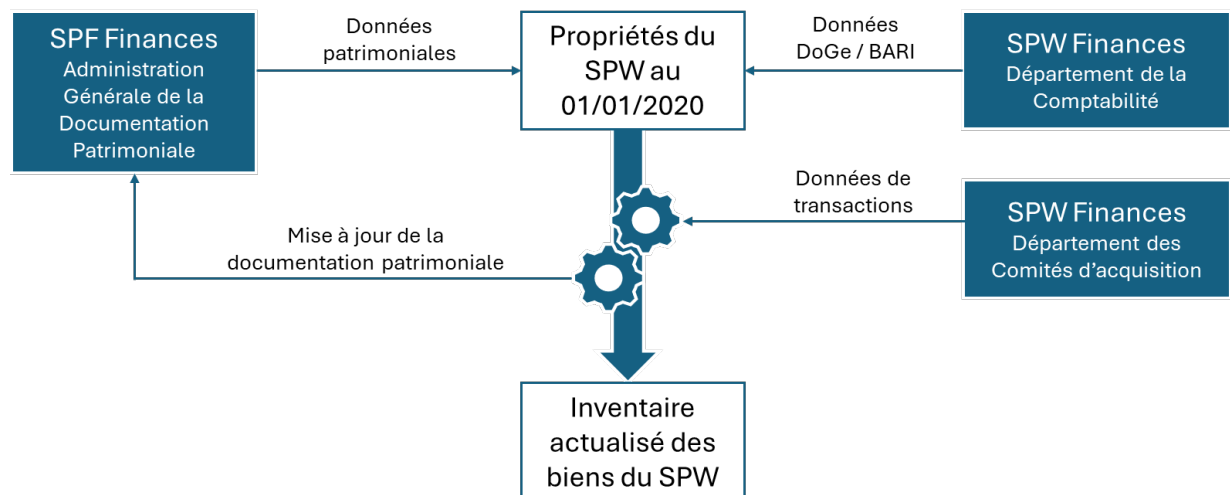 SPF Finances
Administration
Générale de la
Documentation
Patrimoniale
Données
patrimoniales
Propriétés du
SPW au
01/01/2020
Données
DoGe / BARI
SPW Finances
Département de la
Comptabilité
Données de
transactions
SPW Finances
Département des
Comités d’acquisition
Mise à jour de la
documentation patrimoniale
Inventaire
actualisé des
biens du SPW